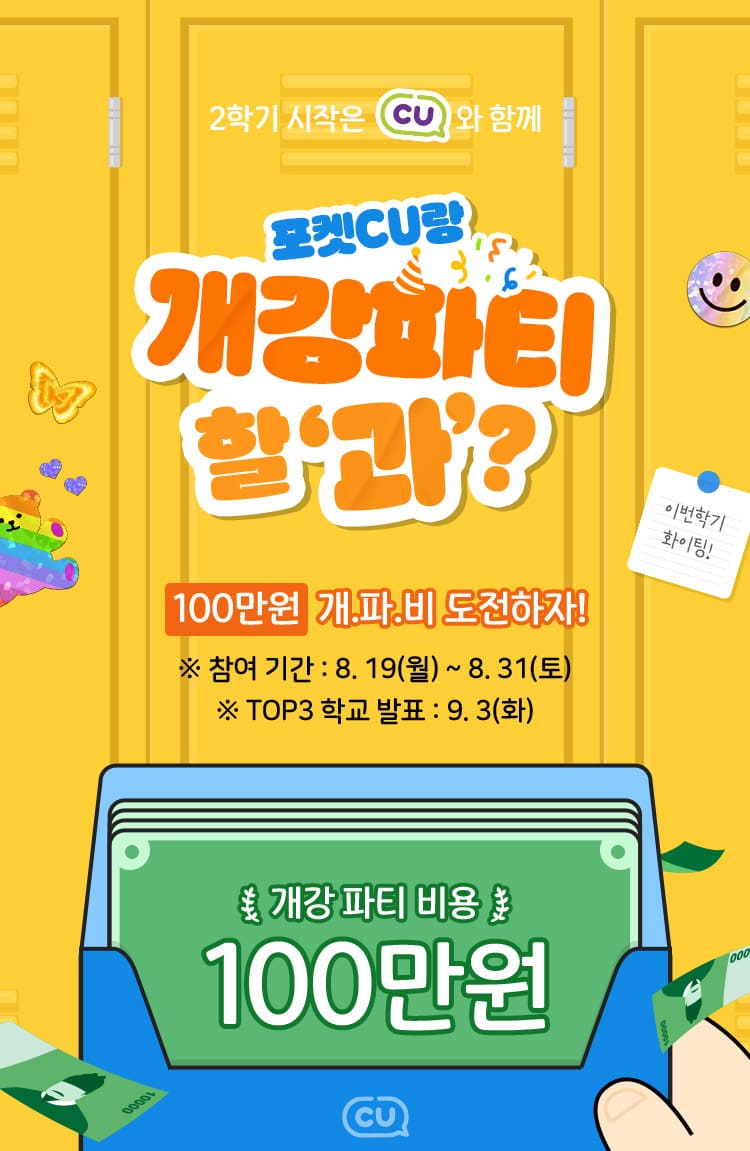 2학기 시작은 CU와 함께
포켓CU랑
개강파티
할 '과'?
이번학기
화이팅!
100만원 개.파.비 도전하자!
※ 참여 기간 : 8. 19(월) ~ 8. 31(토)
※ TOP3 학교 발표 : 9. 3(화)
개강 파티 비용
100만원
000
10000
10000
CU